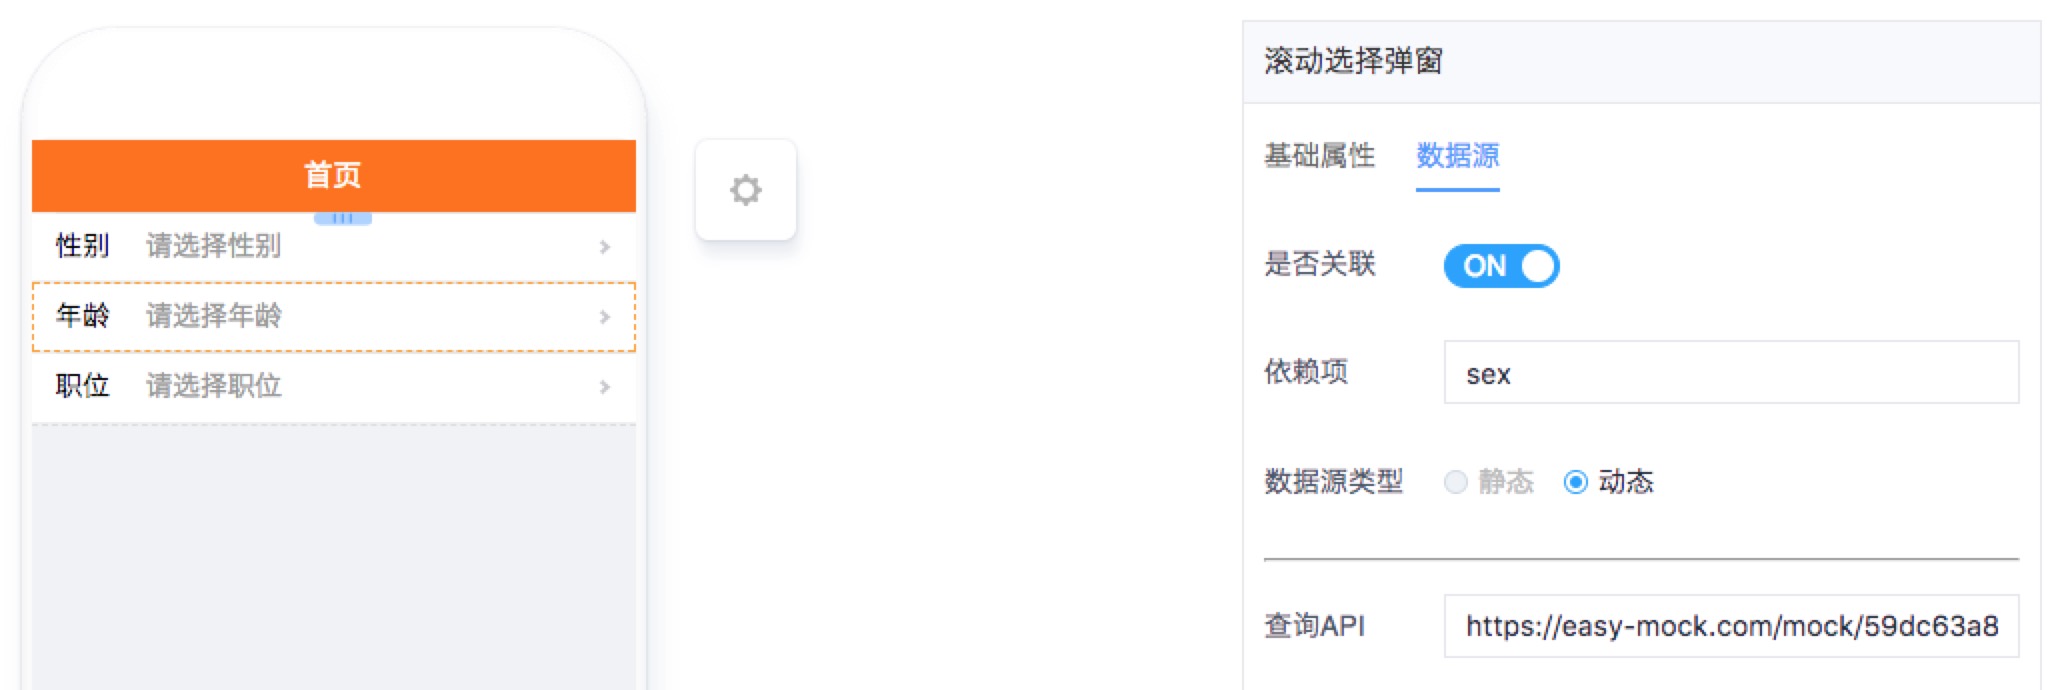 首页
性别 请选择性别
年龄 请选择年龄
职位 请选择职位
滚动选择弹窗
基础属性 数据源
是否关联 ON
依赖项 sex
数据源类型 静态 动态
查询API https://easy-mock.com/mock/59dc63a8